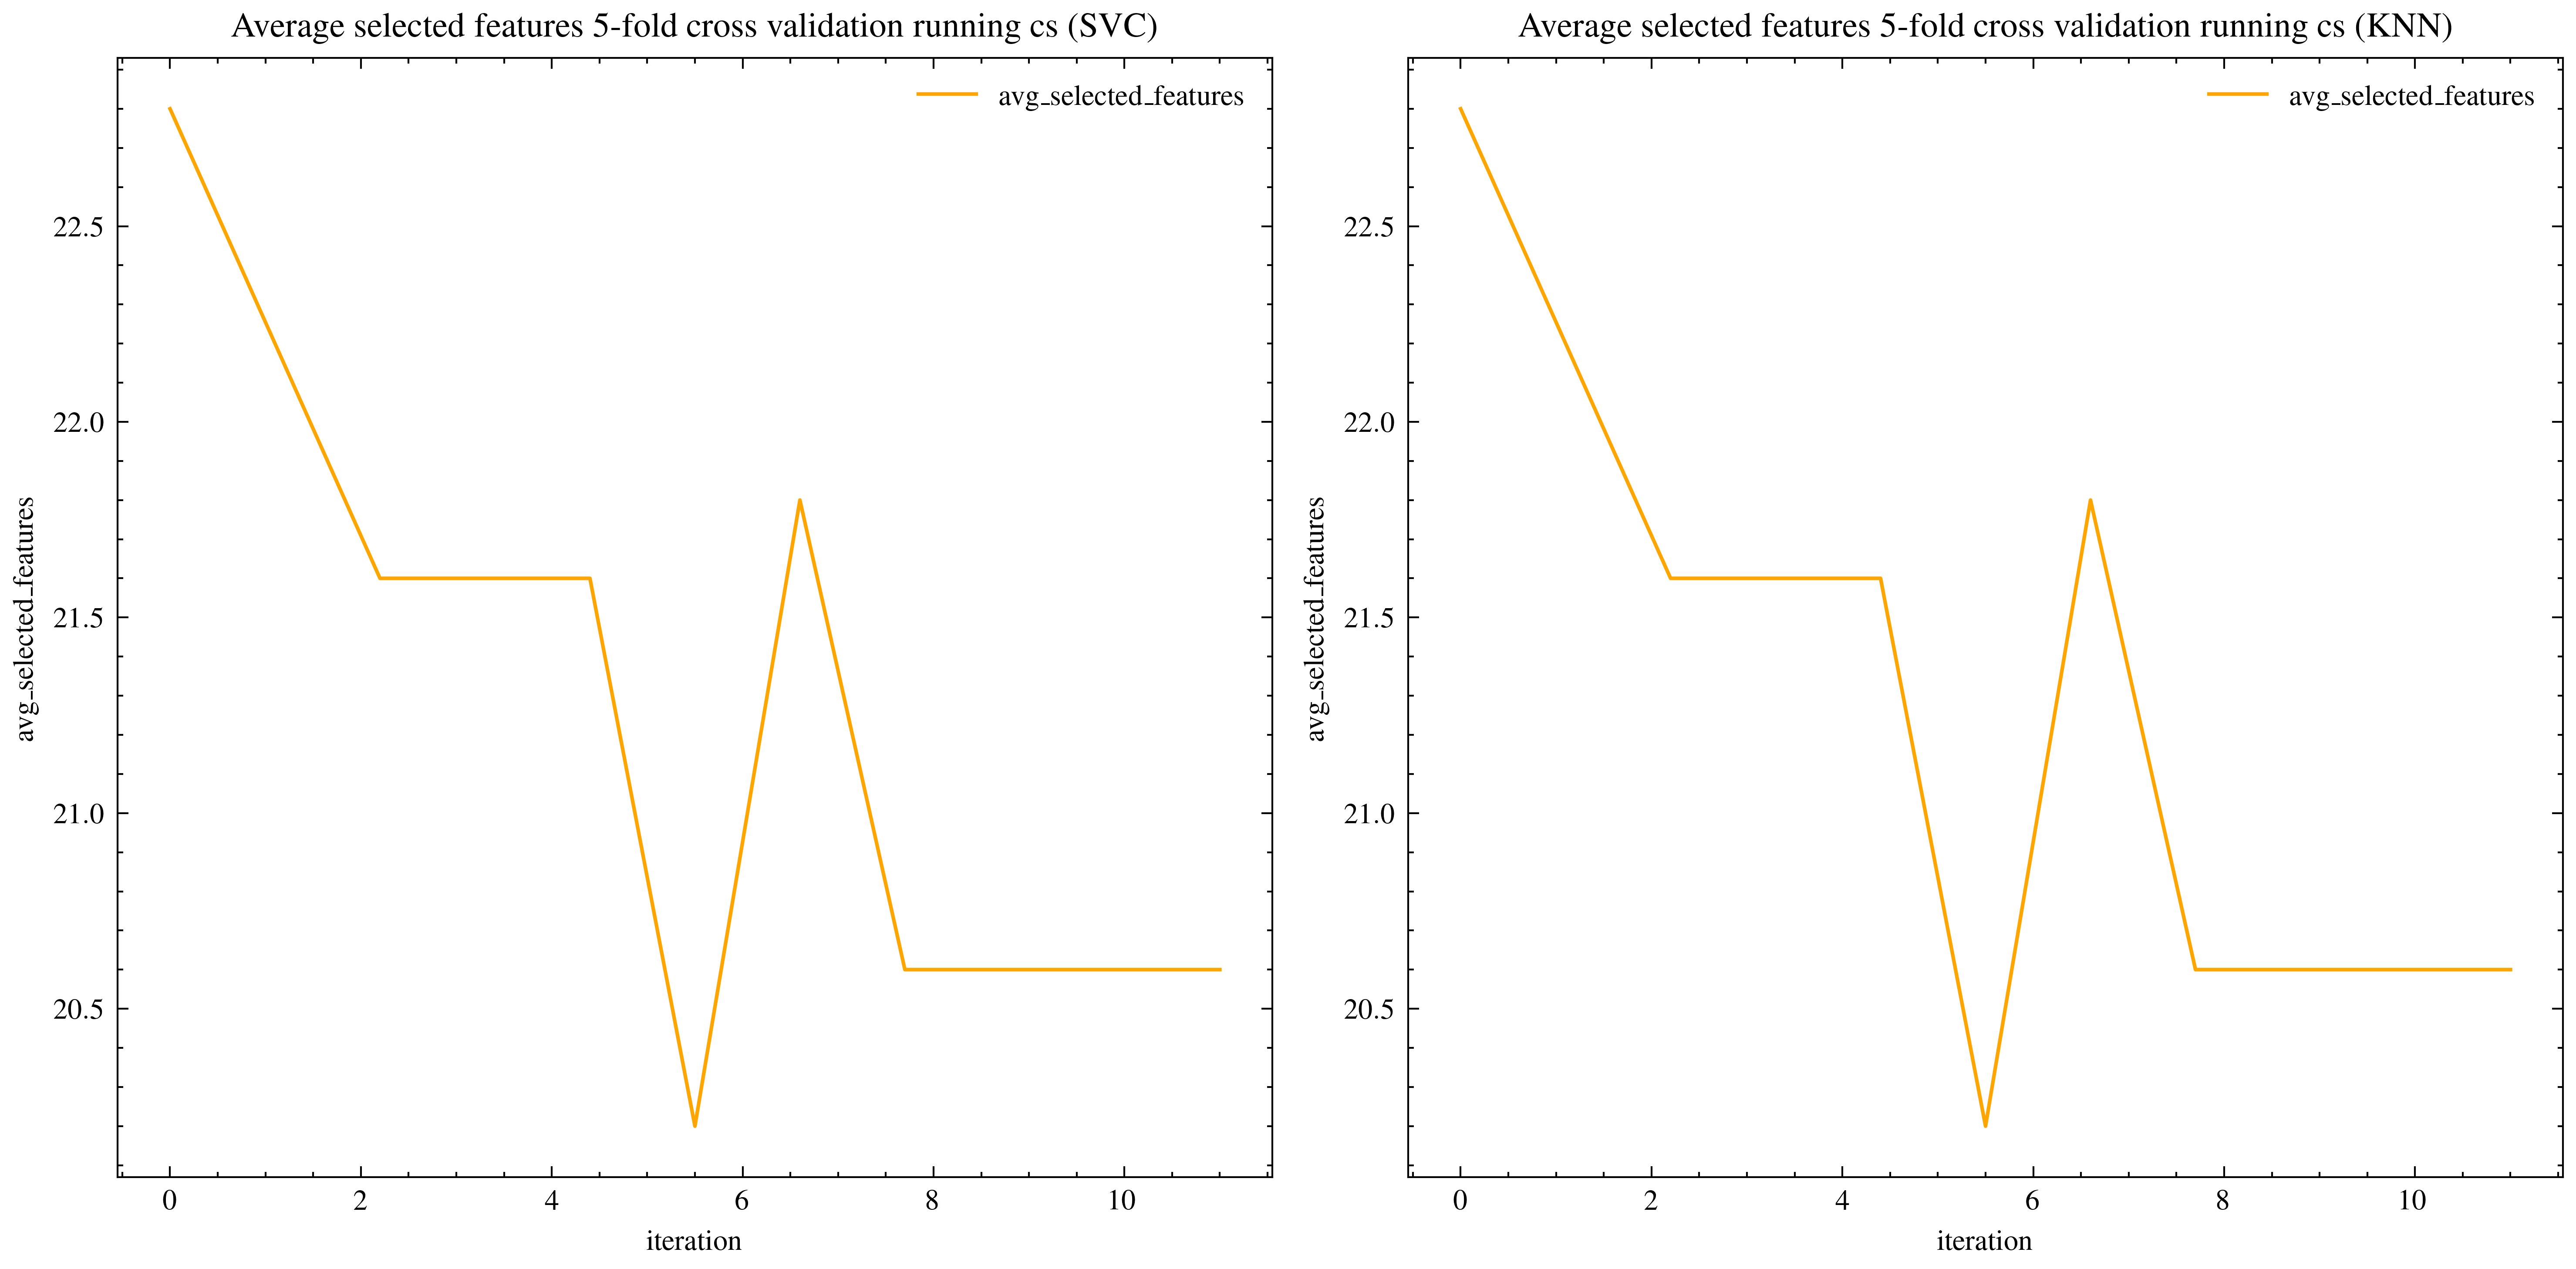 Average selected features 5-fold cross validation running cs (SVC)
avg_selected_features
22.5
22.0
21.5
21.0
20.5
avg_selected_features
0 2 4 6 8 10
iteration
Average selected features 5-fold cross validation running cs (KNN)
avg_selected_features
22.5
22.0
21.5
21.0
20.5
avg_selected_features
0 2 4 6 8 10
iteration